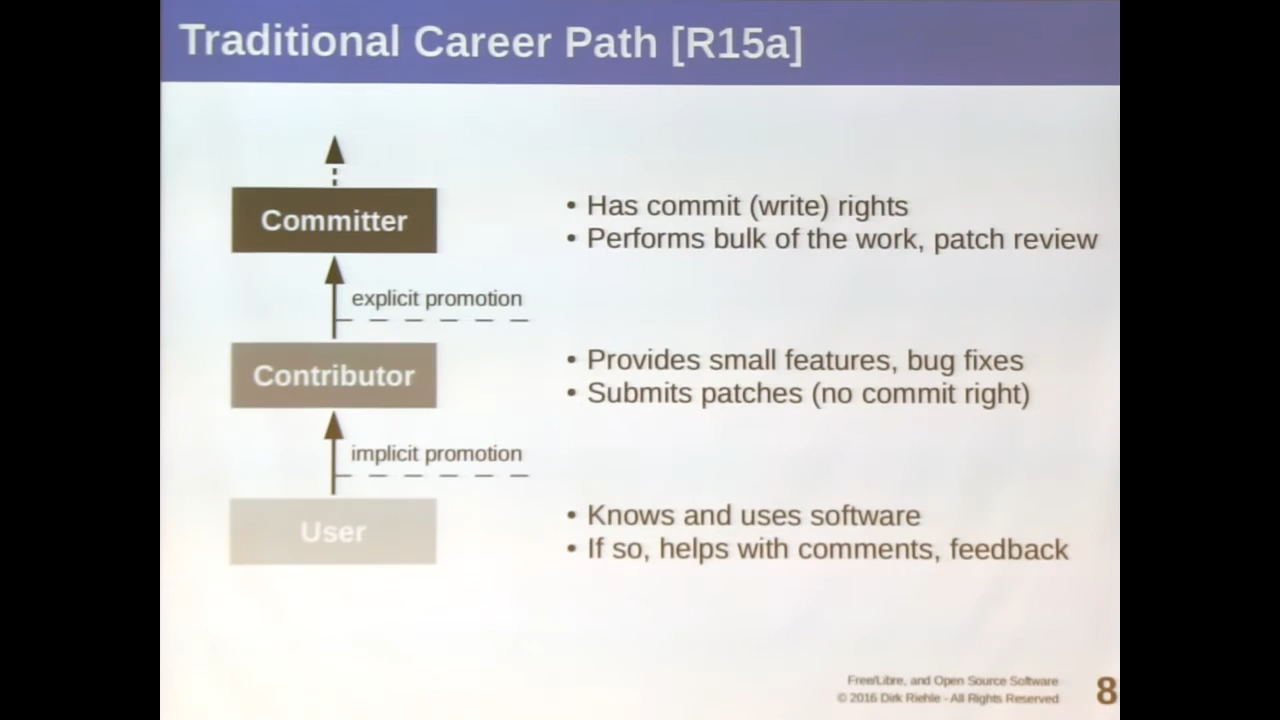 Traditional Career Path [R15a]
Committer
• Has commit (write) rights
• Performs bulk of the work, patch review
explicit promotion
Contributor
• Provides small features, bug fixes
• Submits patches (no commit right)
implicit promotion
User
• Knows and uses software
• If so, helps with comments, feedback
Free/Libre, and Open Source Software
© 2016 Dirk Riehle - All Rights Reserved
8